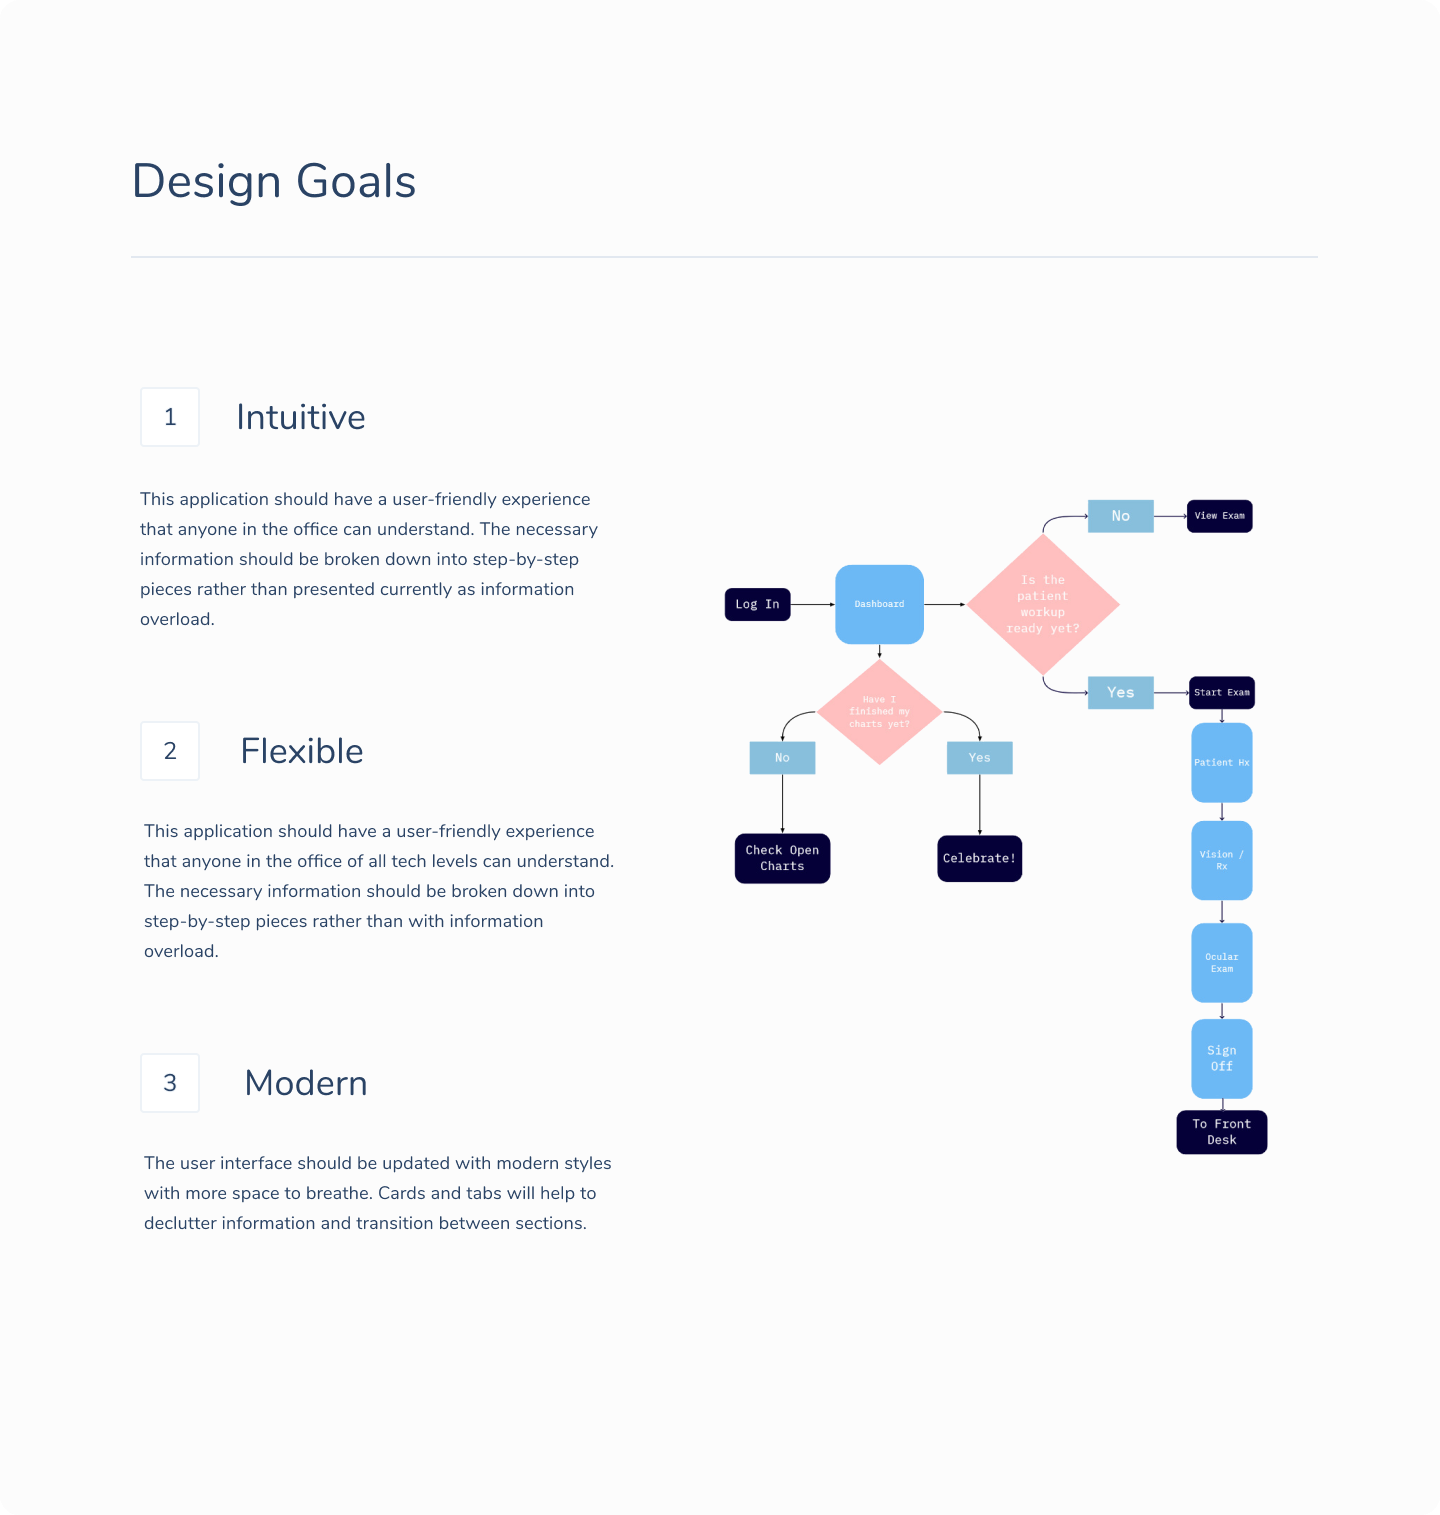 Design Goals
1
Intuitive
This application should have a user-friendly experience
that anyone in the office can understand. The necessary
information should be broken down into step-by-step
pieces rather than presented currently as information
overload.
2
Flexible
This application should have a user-friendly experience
that anyone in the office of all tech levels can understand.
The necessary information should be broken down into
step-by-step pieces rather than with information
overload.
3
Modern
The user interface should be updated with modern styles
with more space to breathe. Cards and tabs will help to
declutter information and transition between sections.
Log In
Dashboard
Is the
patient
workup
ready yet?
No
View Exam
Yes
Start Exam
Have I
finished my
charts yet?
No
Yes
Check Open
Charts
Celebrate!
Patient Hx
Vision /
Rx
Ocular
Exam
Sign
Off
To Front
Desk